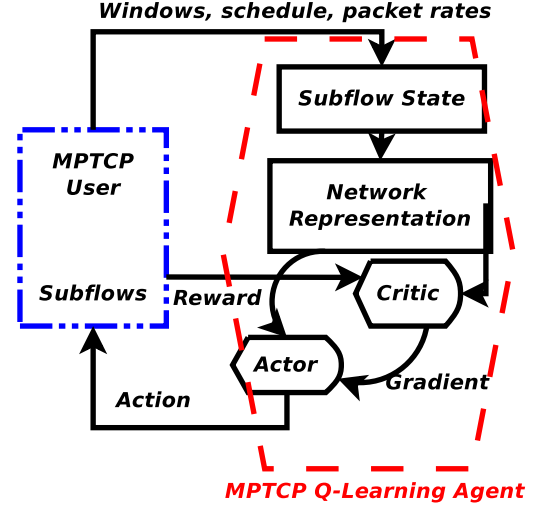 Windows, schedule, packet rates
Subflow State
MPTCP
User
Network
Representation
Subflows
Reward
Critic
Actor
Gradient
Action
MPTCP Q-Learning Agent